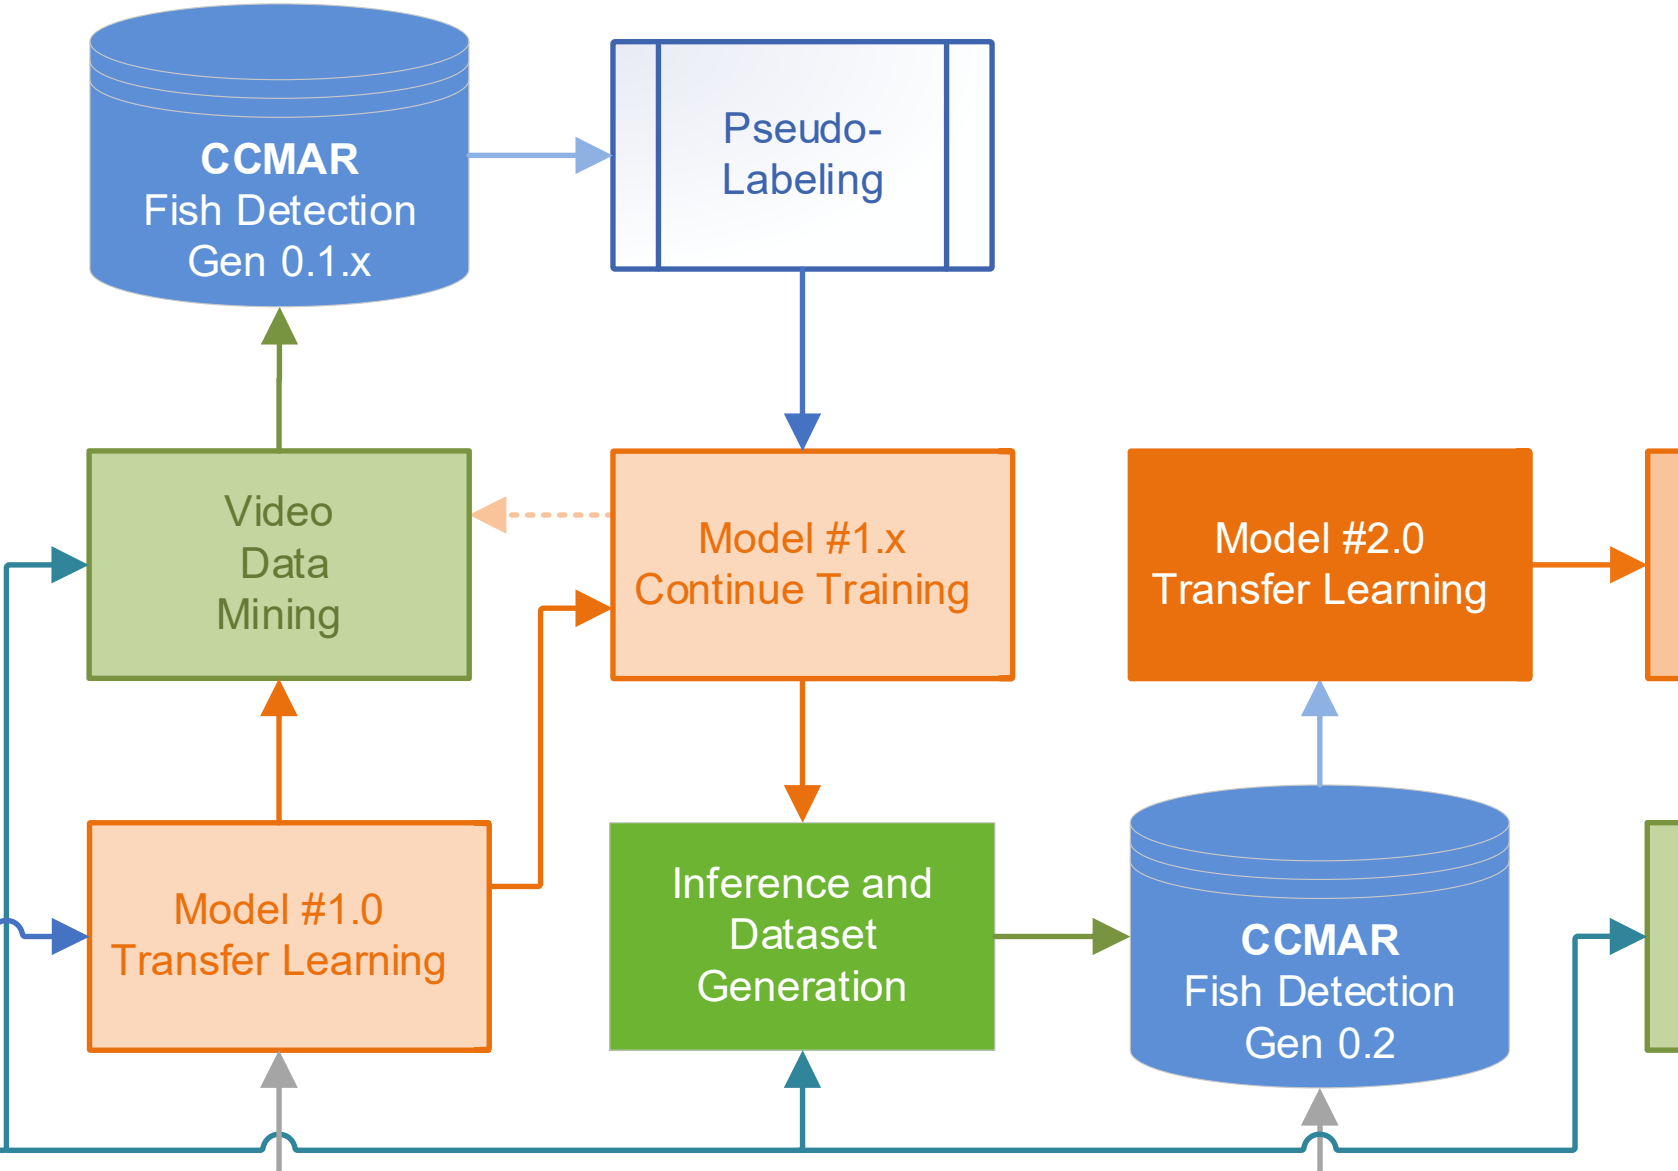 CCMAR
Fish Detection
Gen 0.1.x
Pseudo-
Labeling
Video
Data
Mining
Model #1.x
Continue Training
Model #2.0
Transfer Learning
Model #1.0
Transfer Learning
Inference and
Dataset
Generation
CCMAR
Fish Detection
Gen 0.2